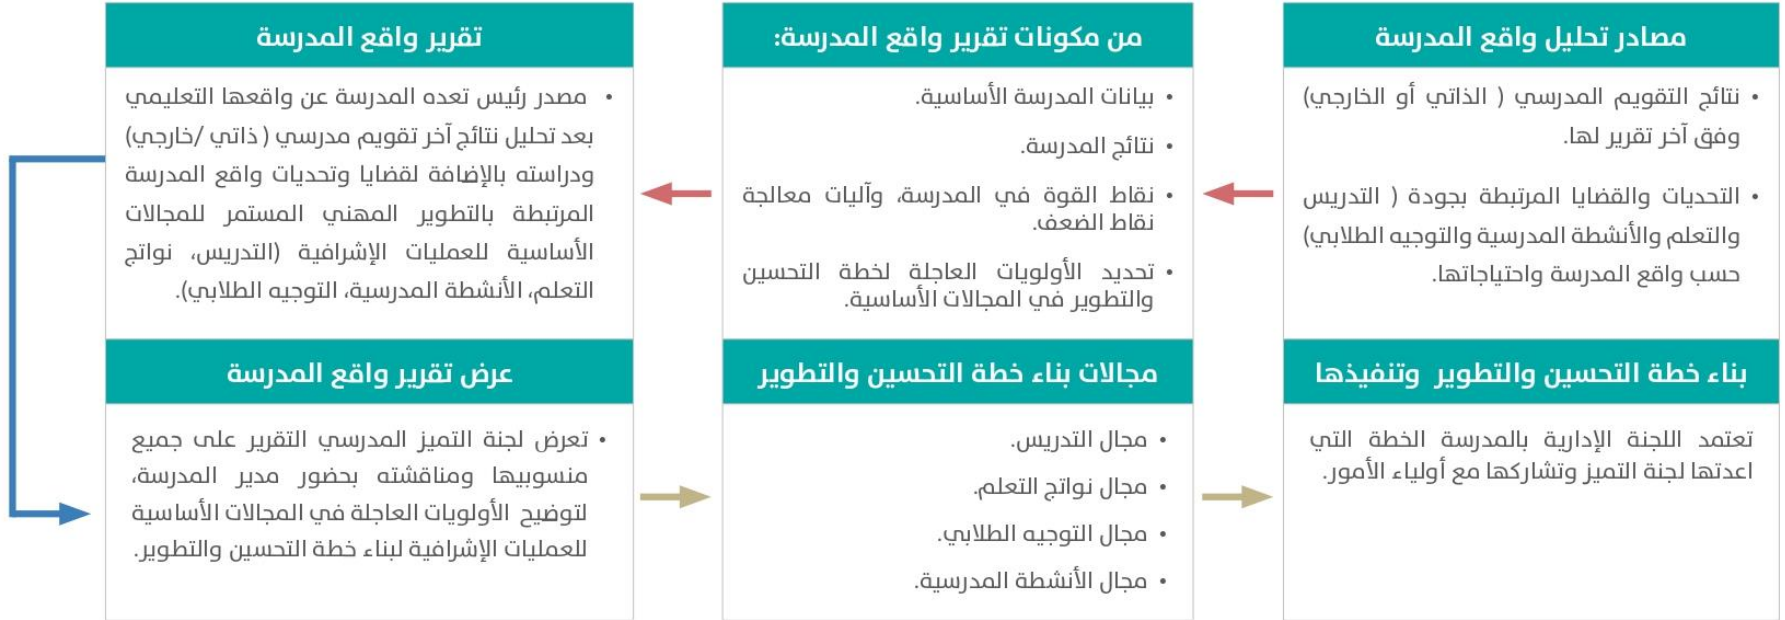 مصادر تحليل واقع المدرسة
• نتائج التقويم المدرسي ( الذاتي أو الخارجي)
وفق آخر تقرير لها.
• التحديات والقضايا المرتبطة بجودة ( التدريس
والتعلم والأنشطة المدرسية والتوجيه الطلابي)
حسب واقع المدرسة واحتياجاتها.
من مكونات تقرير واقع المدرسة:
• بيانات المدرسة الأساسية.
• نتائج المدرسة.
• نقاط القوة في المدرسة، وآليات معالجة
نقاط الضعف.
• تحديد الأولويات العاجلة لخطة التحسين
والتطوير في المجالات الأساسية.
تقرير واقع المدرسة
• مصدر رئيس تعده المدرسة عن واقعها التعليمي
بعد تحليل نتائج آخر تقويم مدرسي ( ذاتي /خارجي)
ودراسته بالإضافة لقضايا وتحديات واقع المدرسة
المرتبطة بالتطوير المهني المستمر للمجالات
الأساسية للعمليات الإشرافية (التدريس، نواتج
التعلم، الأنشطة المدرسية، التوجيه الطلابي).
عرض تقرير واقع المدرسة
• تعرض لجنة التميز المدرسي التقرير على جميع
منسوبيها ومناقشته بحضور مدير المدرسة،
لتوضيح الأولويات العاجلة في المجالات الأساسية
للعمليات الإشرافية لبناء خطة التحسين والتطوير.
مجالات بناء خطة التحسين والتطوير
• مجال التدريس.
• مجال نواتج التعلم.
• مجال التوجيه الطلابي.
• مجال الأنشطة المدرسية.
بناء خطة التحسين والتطوير وتنفيذها
تعتمد اللجنة الإدارية بالمدرسة الخطة التي
اعدتها لجنة التميز وتشاركها مع أولياء الأمور.